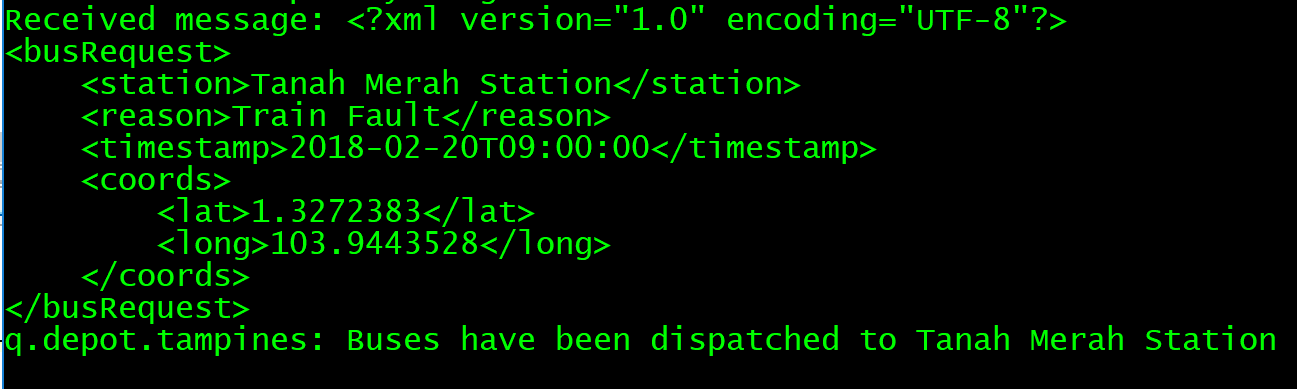 Received message: <?xml version="1.0" encoding="UTF-8"?>
<busRequest>
    <station>Tanah Merah Station</station>
    <reason>Train Fault</reason>
    <timestamp>2018-02-20T09:00:00</timestamp>
    <coords>
        <lat>1.3272383</lat>
        <long>103.9443528</long>
    </coords>
</busRequest>
q.depot.tampines: Buses have been dispatched to Tanah Merah Station